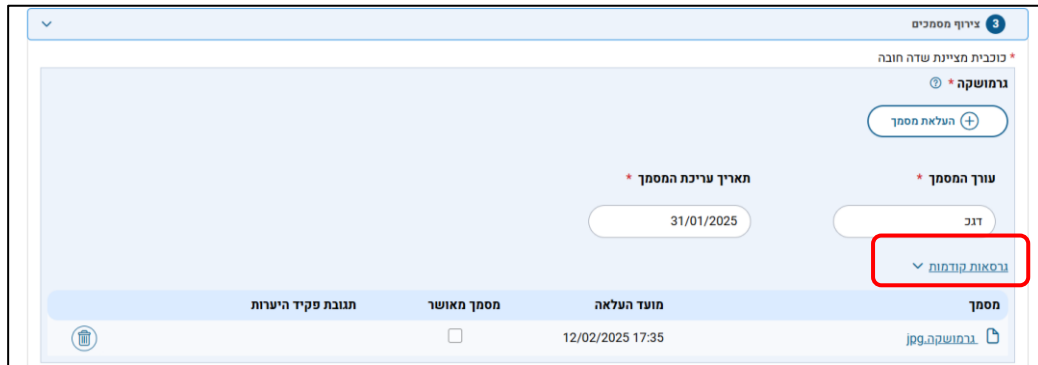 3 צירוף מסמכים
* כוכבית מציינת שדה חובה
גרמושקה *
העלאת מסמך
עורך המסמך * תאריך עריכת המסמך *
דגכ 31/01/2025
גרסאות קודמות
מסמך מועד העלאה מסמך מאושר תגובת פקיד היערות
גרמושקה.jpg 12/02/2025 17:35